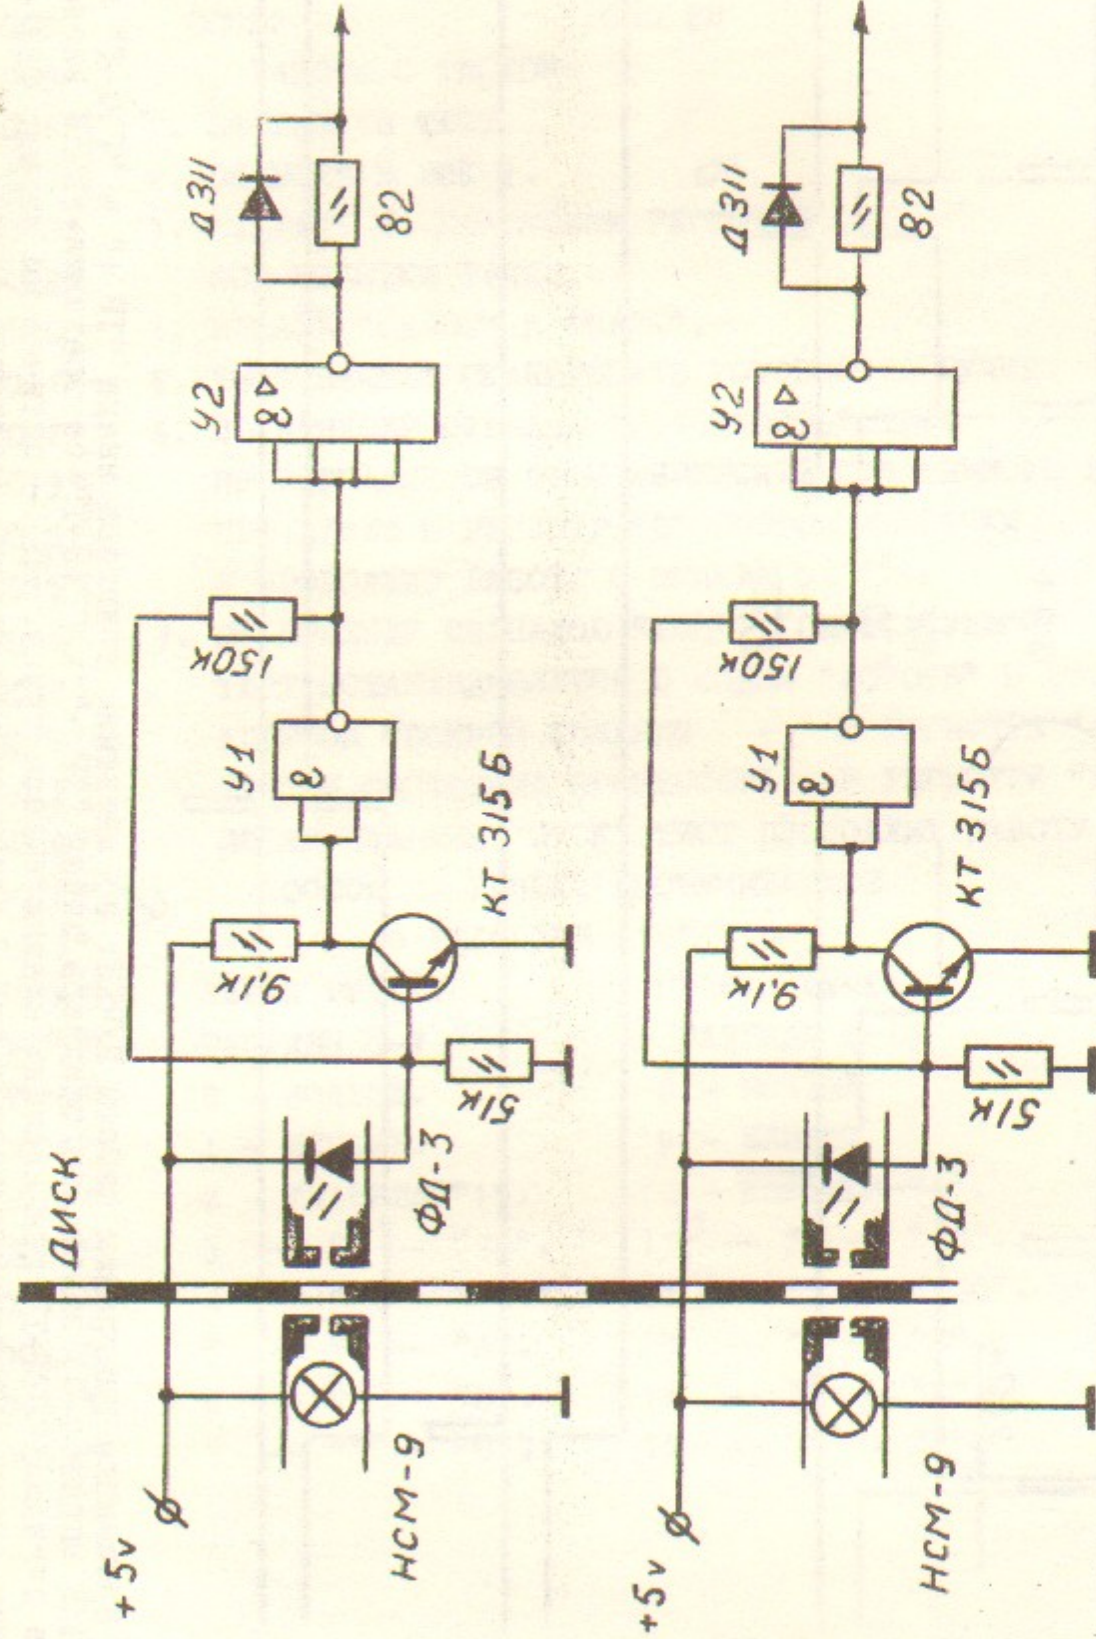 ДИСК
Д311
82
У2
&
150к
У1
&
9,1к
КТ 315Б
51к
ФД-3
НСМ-9
+5v
Д311
82
У2
&
150к
У1
&
9,1к
КТ 315Б
51к
ФД-3
НСМ-9
+5v